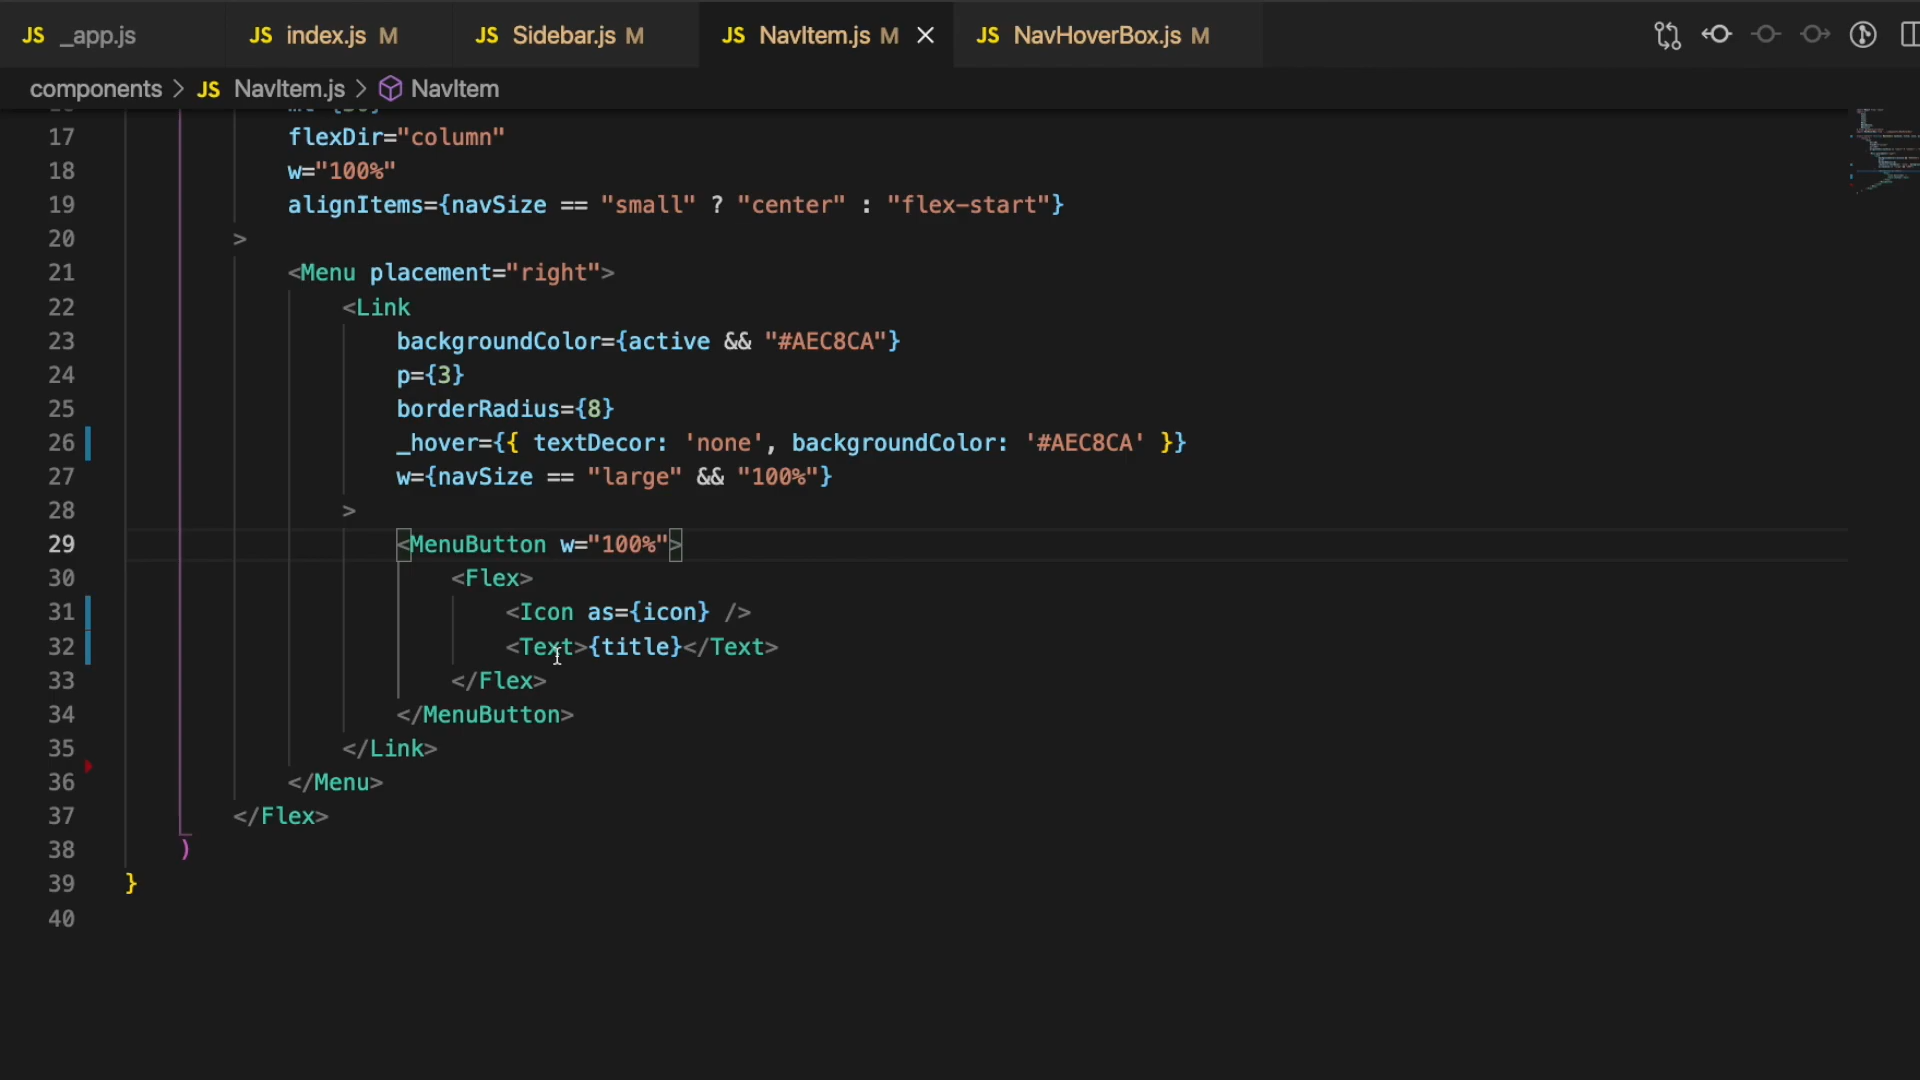 JS _app.js JS index.js M JS Sidebar.js M JS NavItem.js M JS NavHoverBox.js M
components > JS NavItem.js > NavItem
17 flexDir="column"
18 w="100%"
19 alignItems={navSize == "small" ? "center" : "flex-start"}
20 >
21 <Menu placement="right">
22 <Link
23 backgroundColor={active && "#AEC8CA"}
24 p={3}
25 borderRadius={8}
26 _hover={{ textDecor: 'none', backgroundColor: '#AEC8CA' }}
27 w={navSize == "large" && "100%"}
28 >
29 <MenuButton w="100%">
30 <Flex>
31 <Icon as={icon} />
32 <Text>{title}</Text>
33 </Flex>
34 </MenuButton>
35 </Link>
36 </Menu>
37 </Flex>
38 )
39 }
40